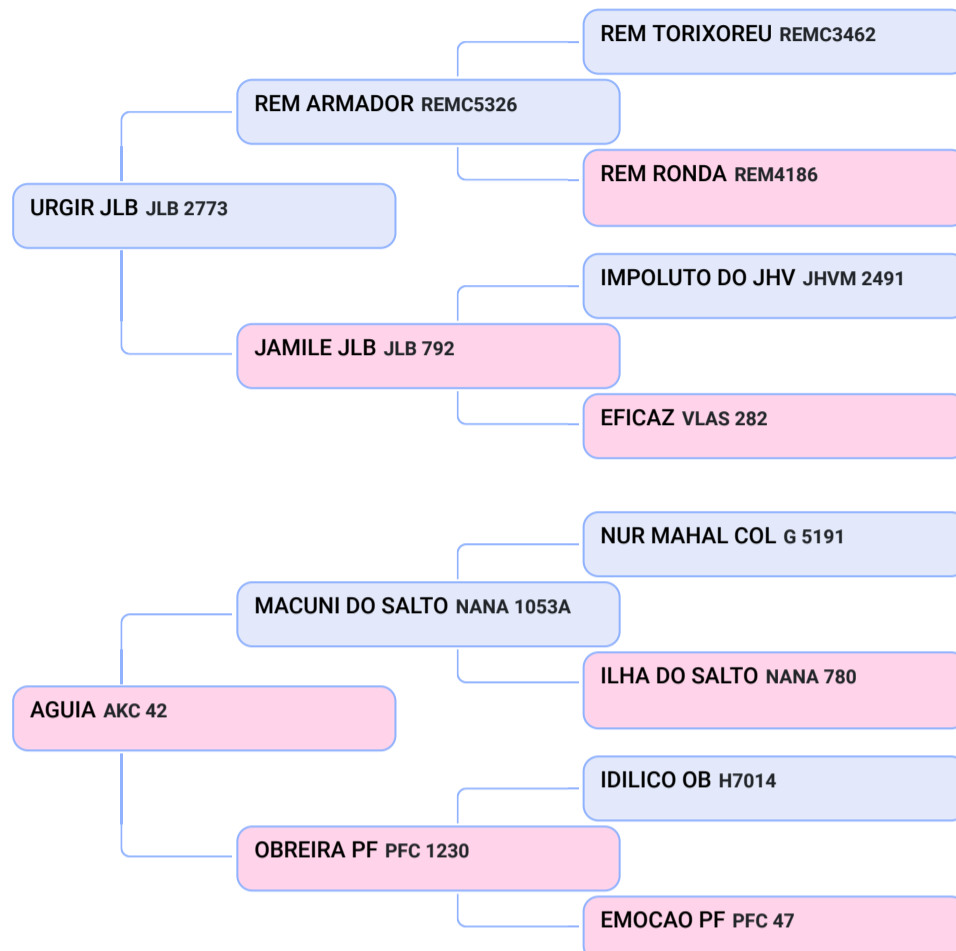 REM TORIXOREU REMC3462
REM ARMADOR REMC5326
REM RONDA REM4186
URGIR JLB JLB 2773
IMPOLUTO DO JHV JHVM 2491
JAMILE JLB JLB 792
EFICAZ VLAS 282
NUR MAHAL COL G 5191
MACUNI DO SALTO NANA 1053A
ILHA DO SALTO NANA 780
AGUIA AKC 42
IDILICO OB H7014
OBREIRA PF PFC 1230
EMOCAO PF PFC 47